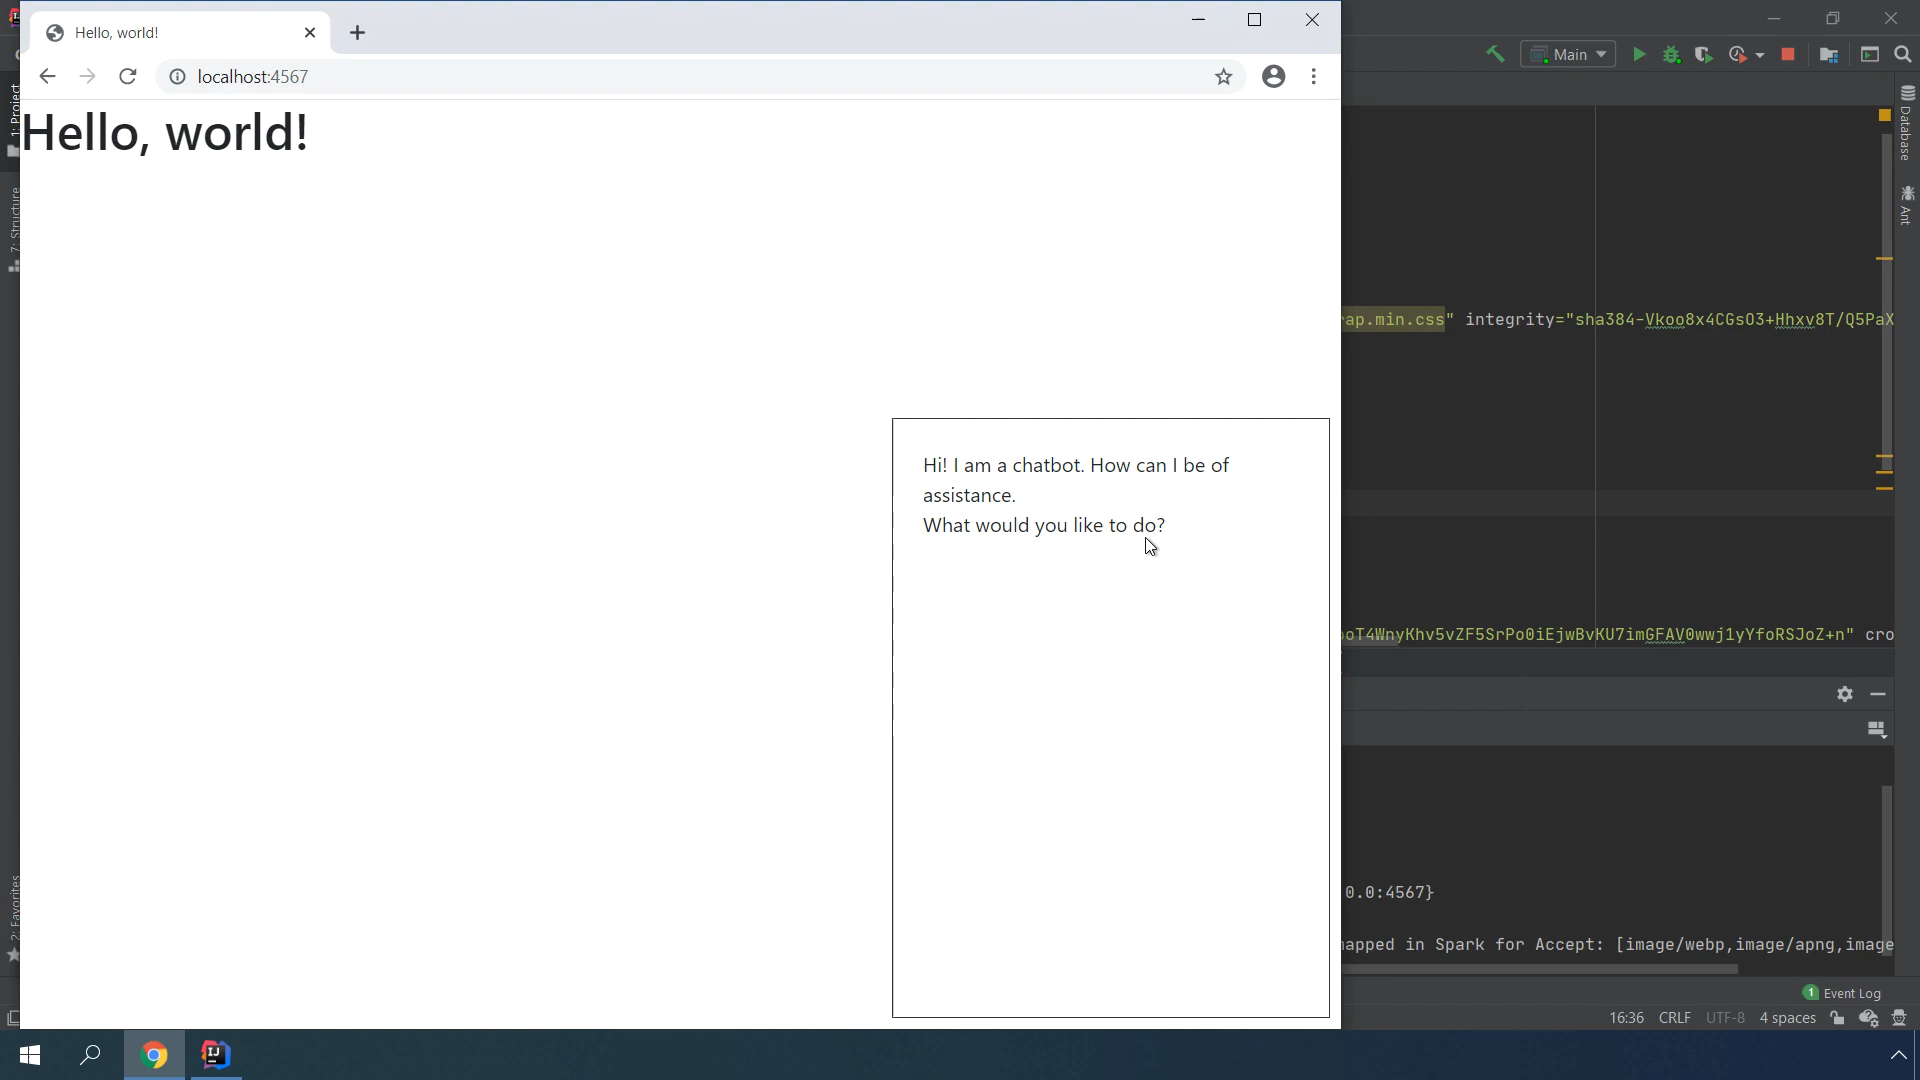 Hello, world!
localhost:4567
Hello, world!
Hi! I am a chatbot. How can I be of
assistance.
What would you like to do?
1: Project
7: Structure
2: Favorites
Main
Database
Ant
ap.min.css" integrity="sha384-Vkoo8x4CGsO3+Hhxv8T/Q5PaX
oT4WnyKhv5vZF5SrPo0iEjwBvKU7imGFAV0wwj1yYfoRSJoZ+n" cro
0.0:4567}
apped in Spark for Accept: [image/webp,image/apng,image
1 Event Log
16:36 CRLF UTF-8 4 spaces
IJ